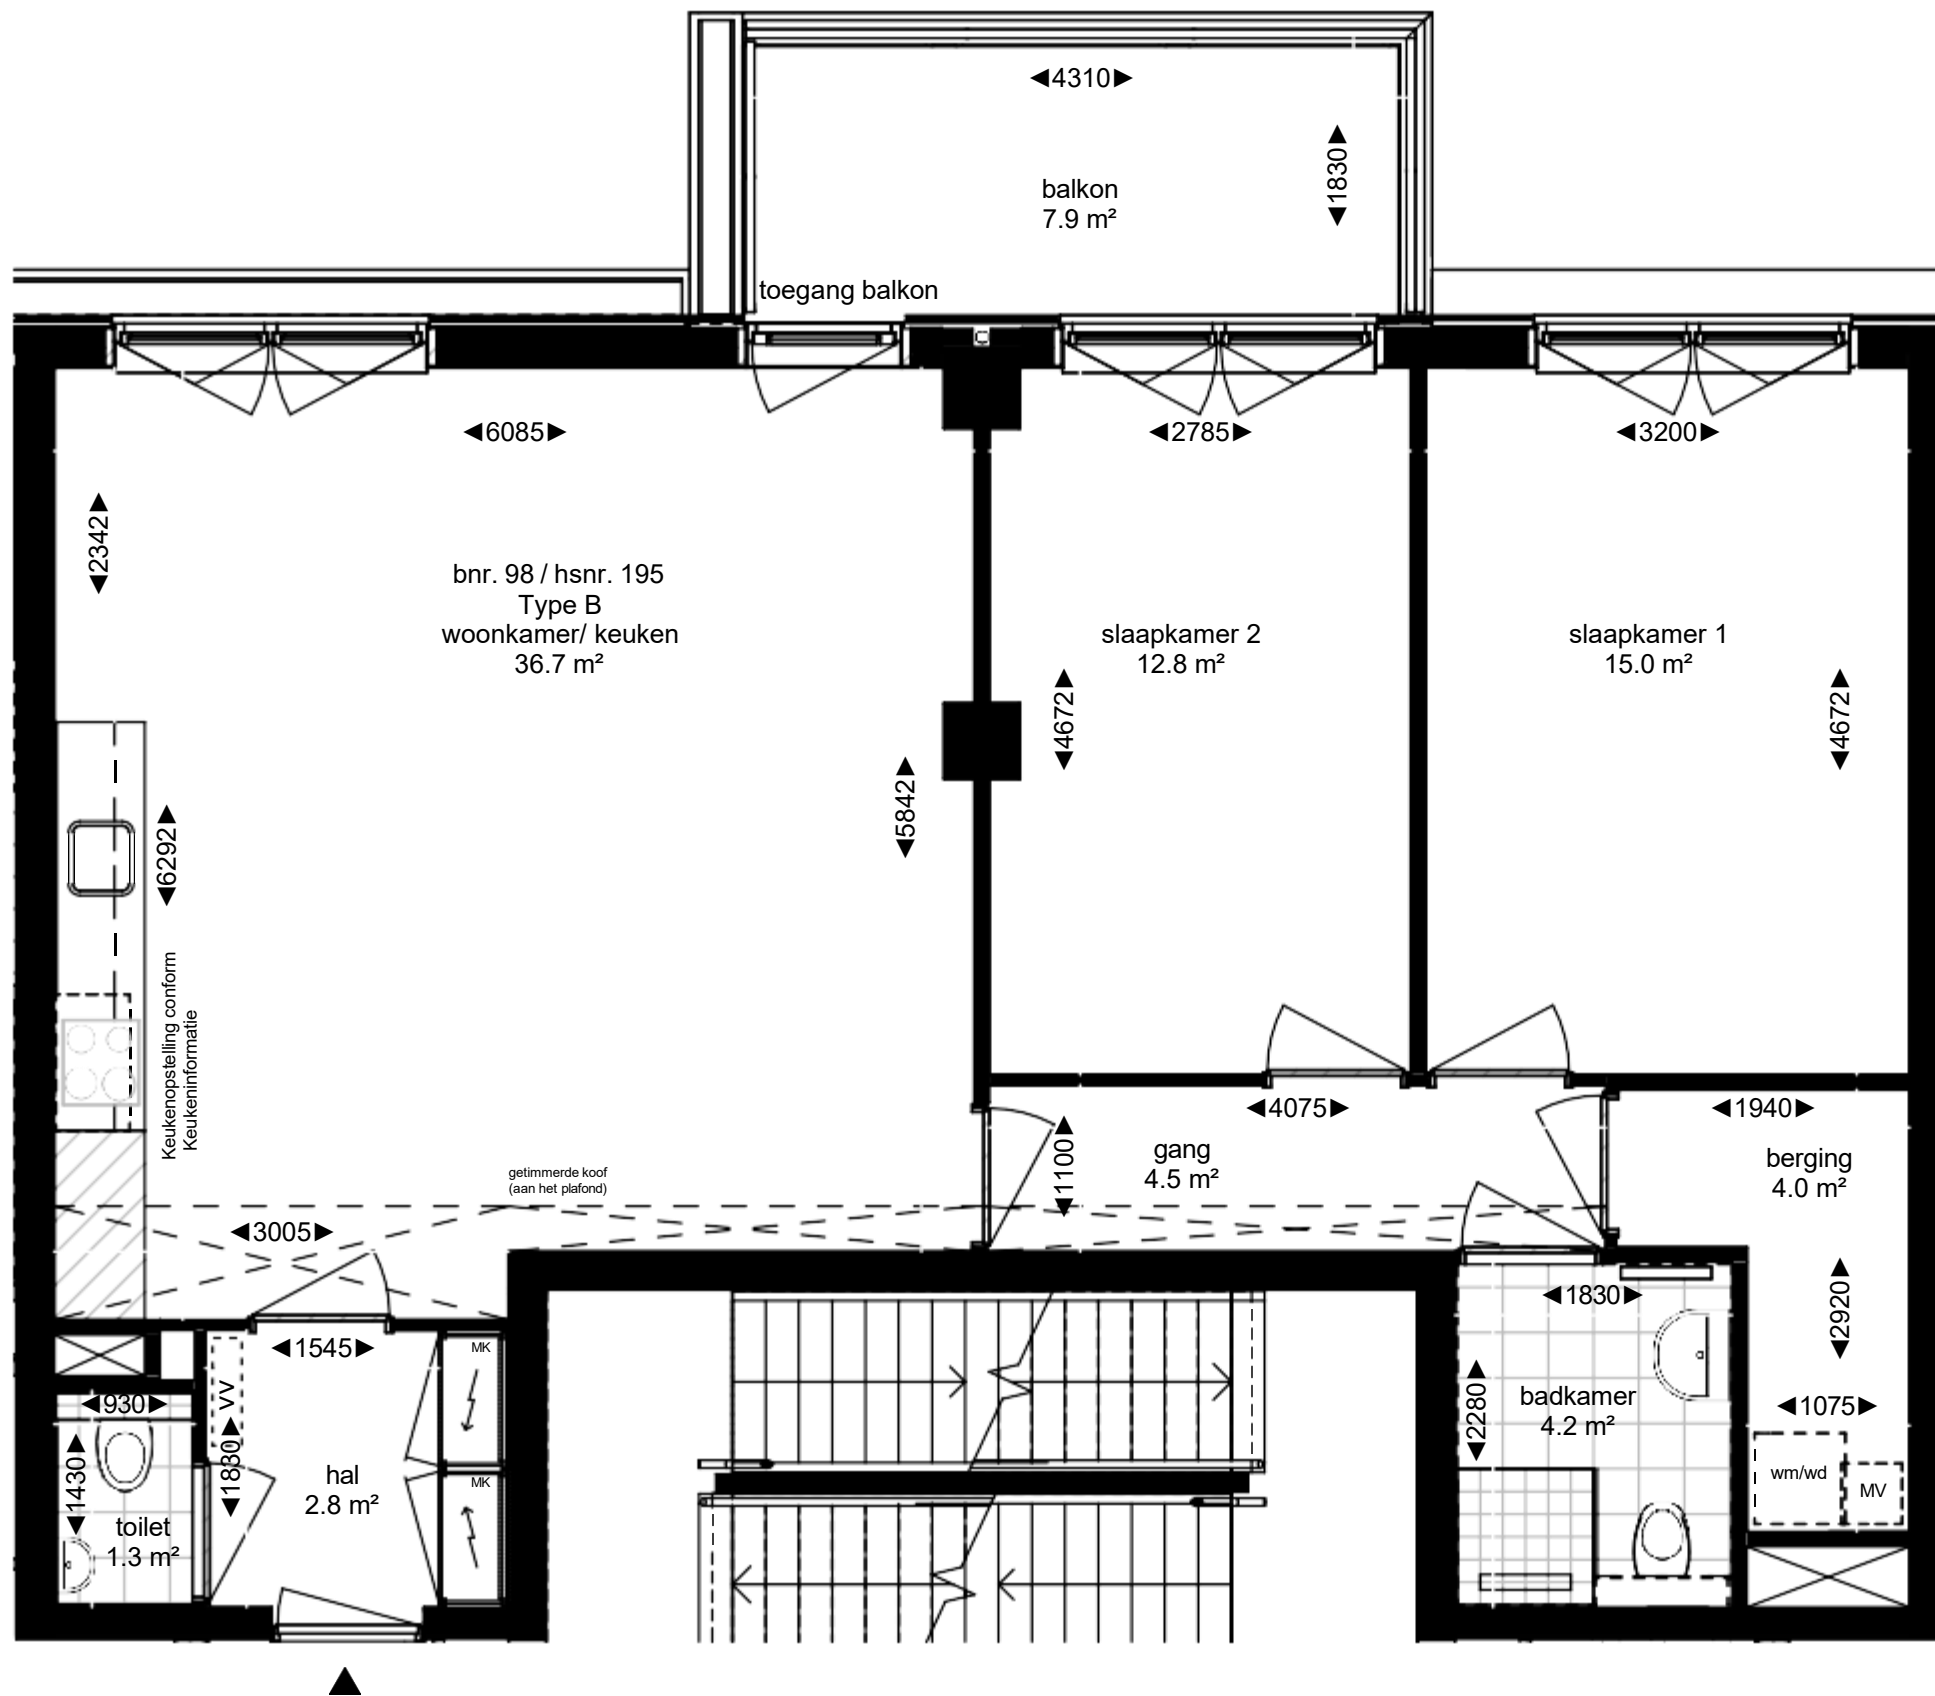 ◄4310►
◄1830►
balkon
7.9 m²
toegang balkon
◄6085►
◄2785►
◄3200►
◄2342►
bnr. 98 / hsnr. 195
Type B
woonkamer/ keuken
36.7 m²
slaapkamer 2
12.8 m²
slaapkamer 1
15.0 m²
◄4672►
◄4672►
◄5842►
◄6292►
Keukenopstelling conform
Keukeninformatie
◄4075►
◄1940►
◄1100►
gang
4.5 m²
berging
4.0 m²
getimmerde koof
(aan het plafond)
◄3005►
◄1545►
MK
◄1830►
◄2920►
VV
◄930►
◄2280►
badkamer
4.2 m²
◄1075►
◄1430►
◄1830►
hal
2.8 m²
MK
wm/wd
MV
toilet
1.3 m²